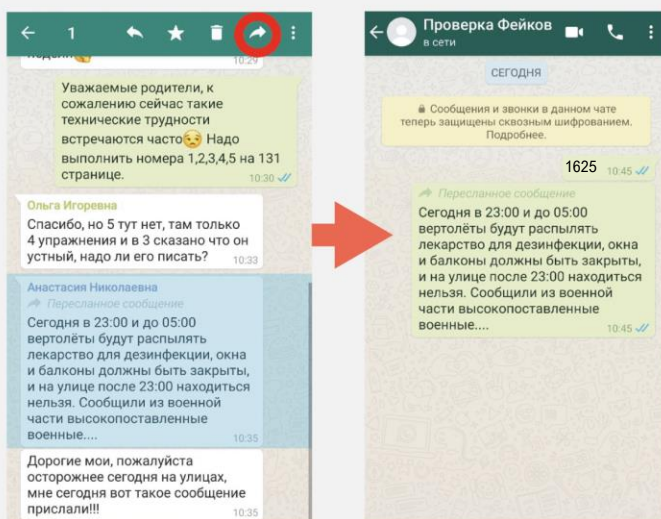 1
10:29
Уважаемые родители, к
сожалению сейчас такие
технические трудности
встречаются часто😒 Надо
выполнить номера 1,2,3,4,5 на 131
странице.
10:30
Ольга Игоревна
Спасибо, но 5 тут нет, там только
4 упражнения и в 3 сказано что он
устный, надо ли его писать?
10:33
Анастасия Николаевна
Пересланное сообщение
Сегодня в 23:00 и до 05:00
вертолёты будут распылять
лекарство для дезинфекции, окна
и балконы должны быть закрыты,
и на улице после 23:00 находиться
нельзя. Сообщили из военной
части высокопоставленные
военные....
10:35
Дорогие мои, пожалуйста
осторожнее сегодня на улицах,
мне сегодня вот такое сообщение
прислали!!!
10:35
Проверка Фейков
в сети
СЕГОДНЯ
Сообщения и звонки в данном чате
теперь защищены сквозным шифрованием.
Подробнее.
1625 10:45
Пересланное сообщение
Сегодня в 23:00 и до 05:00
вертолёты будут распылять
лекарство для дезинфекции, окна
и балконы должны быть закрыты,
и на улице после 23:00 находиться
нельзя. Сообщили из военной
части высокопоставленные
военные....
10:45